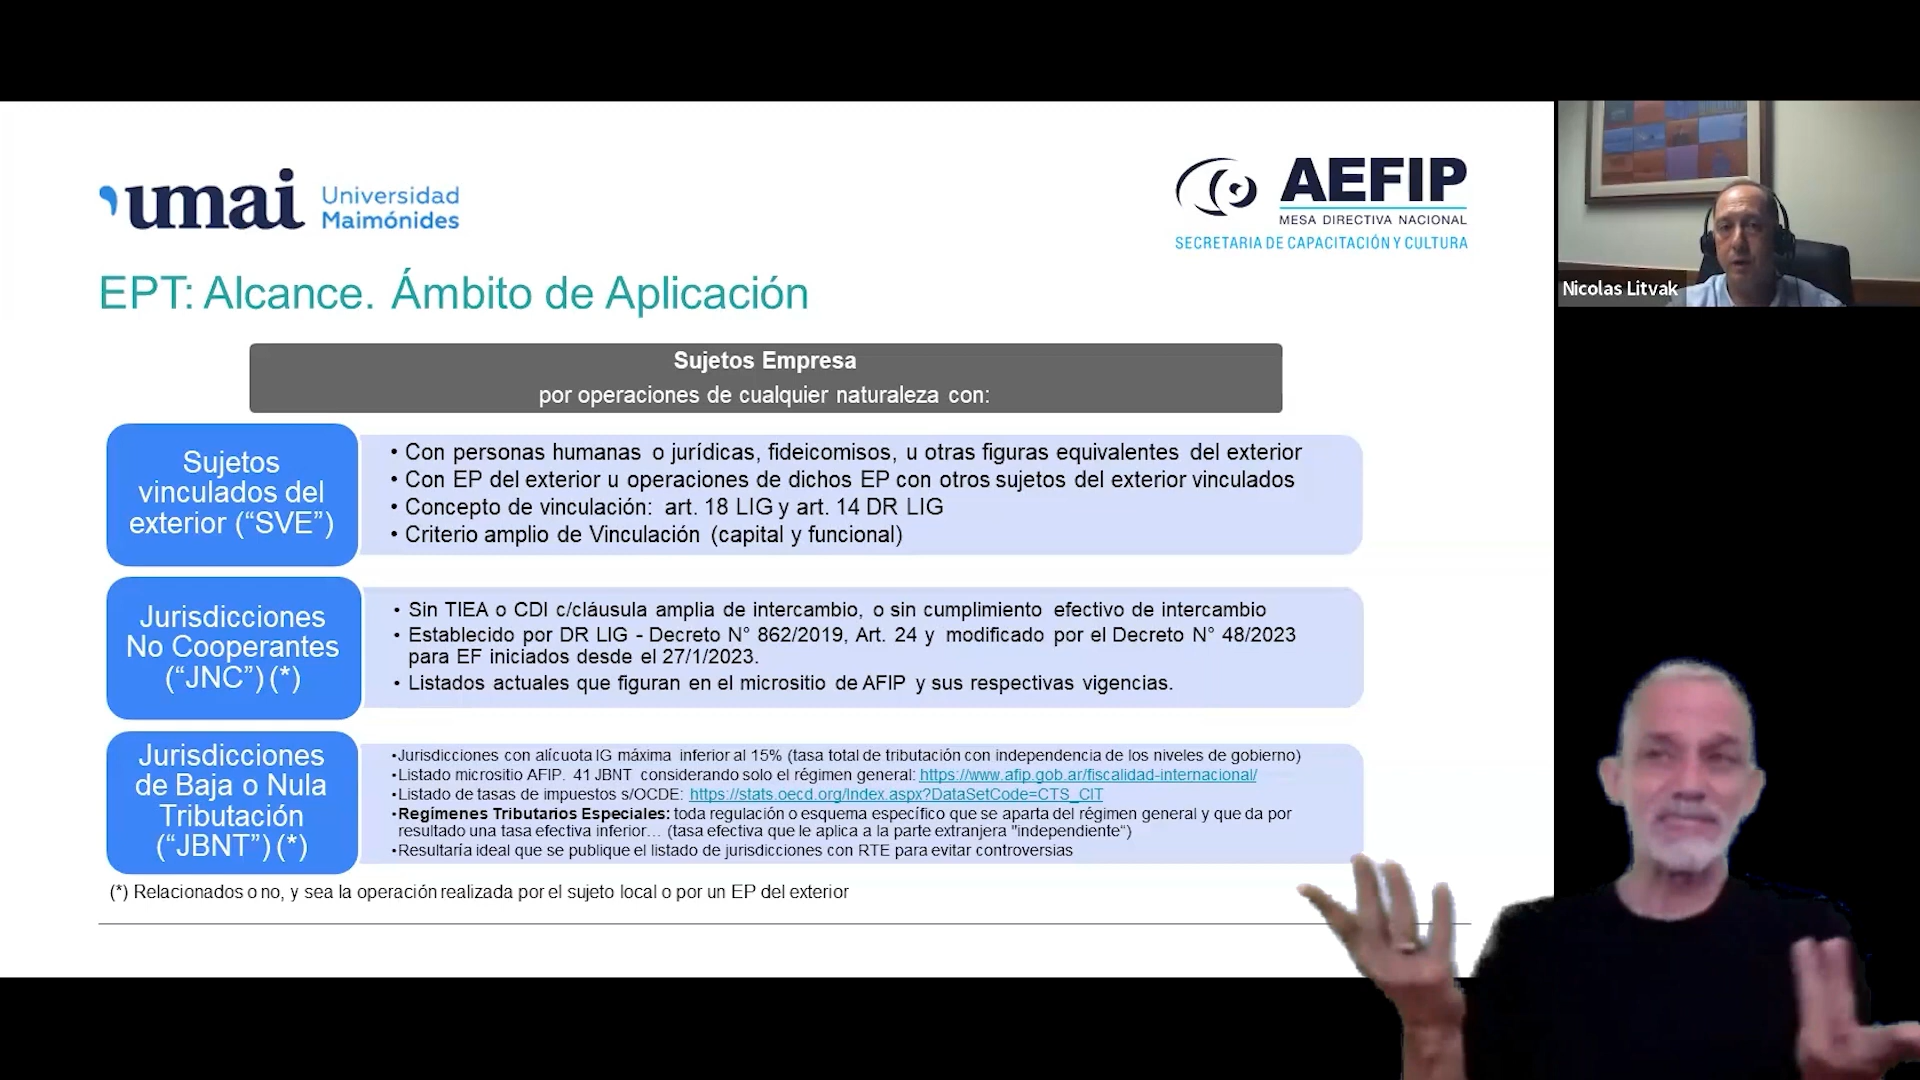 umai Universidad
Maimónides
AEFIP
MESA DIRECTIVA NACIONAL
SECRETARIA DE CAPACITACIÓN Y CULTURA
Nicolas Litvak
EPT: Alcance. Ámbito de Aplicación
Sujetos Empresa
por operaciones de cualquier naturaleza con:
Sujetos
vinculados del
exterior (“SVE”)
• Con personas humanas o jurídicas, fideicomisos, u otras figuras equivalentes del exterior
• Con EP del exterior u operaciones de dichos EP con otros sujetos del exterior vinculados
• Concepto de vinculación: art. 18 LIG y art. 14 DR LIG
• Criterio amplio de Vinculación (capital y funcional)
Jurisdicciones
No Cooperantes
(“JNC”) (*)
• Sin TIEA o CDI c/cláusula amplia de intercambio, o sin cumplimiento efectivo de intercambio
• Establecido por DR LIG - Decreto N° 862/2019, Art. 24 y modificado por el Decreto N° 48/2023
para EF iniciados desde el 27/1/2023.
• Listados actuales que figuran en el micrositio de AFIP y sus respectivas vigencias.
Jurisdicciones
de Baja o Nula
Tributación
(“JBNT”) (*)
•Jurisdicciones con alícuota IG máxima inferior al 15% (tasa total de tributación con independencia de los niveles de gobierno)
•Listado micrositio AFIP. 41 JBNT considerando solo el régimen general: https://www.afip.gob.ar/fiscalidad-internacional/
•Listado de tasas de impuestos s/OCDE: https://stats.oecd.org/Index.aspx?DataSetCode=CTS_CIT
•Regímenes Tributarios Especiales: toda regulación o esquema específico que se aparta del régimen general y que da por
resultado una tasa efectiva inferior… (tasa efectiva que le aplica a la parte extranjera "independiente“)
•Resultaría ideal que se publique el listado de jurisdicciones con RTE para evitar controversias
(*) Relacionados o no, y sea la operación realizada por el sujeto local o por un EP del exterior